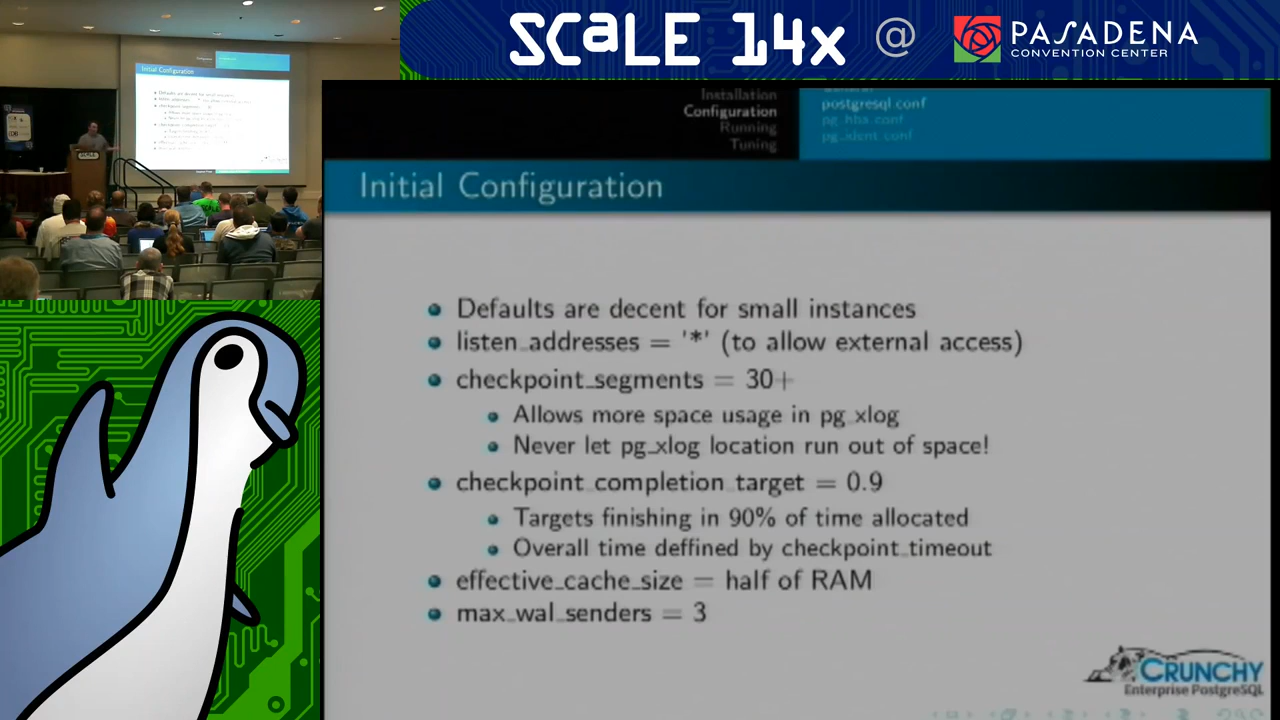 SCaLE 14x @ PASADENA
CONVENTION CENTER
Installation
Configuration
Running
Tuning
postgresql.conf
pg_hba.conf
pg_ident.conf
Initial Configuration
Defaults are decent for small instances
listen_addresses = '*' (to allow external access)
checkpoint_segments = 30+
Allows more space usage in pg_xlog
Never let pg_xlog location run out of space!
checkpoint_completion_target = 0.9
Targets finishing in 90% of time allocated
Overall time deffined by checkpoint_timeout
effective_cache_size = half of RAM
max_wal_senders = 3
CRUNCHY
Enterprise PostgreSQL
Initial Configuration
SCALE